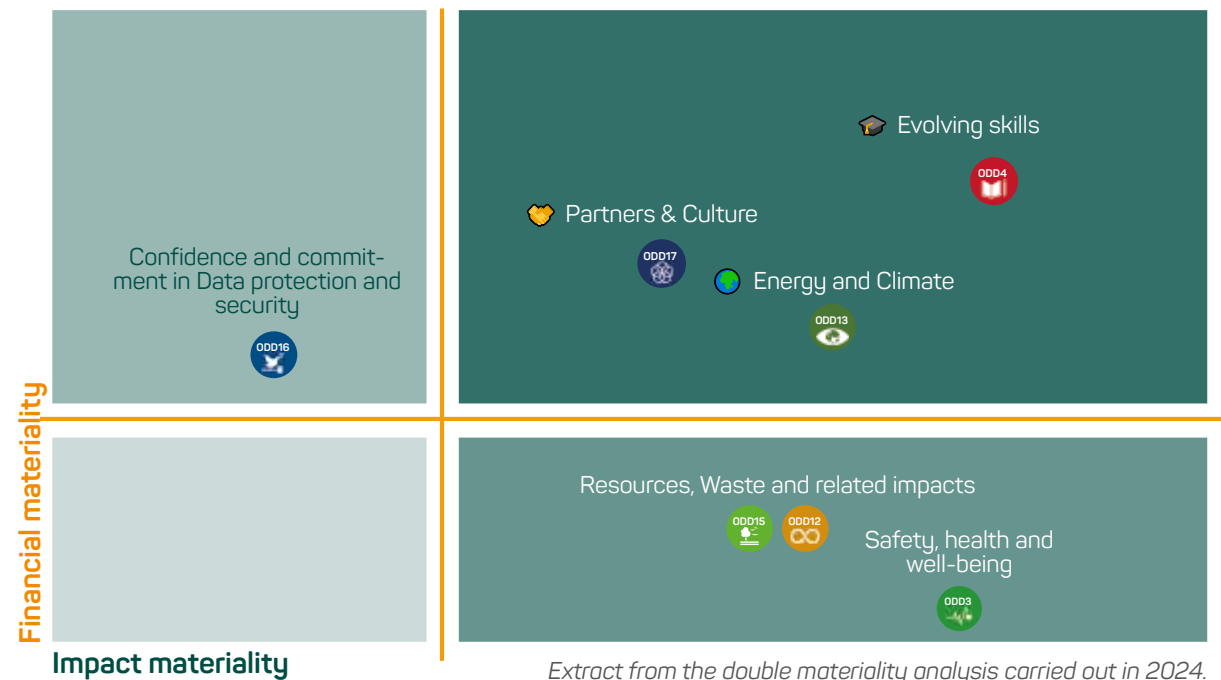 Evolving skills
ODD4
Partners & Culture
ODD17
Energy and Climate
ODD13
Confidence and commit-
ment in Data protection and
security
ODD16
Financial materiality
Resources, Waste and related impacts
ODD15
ODD12
Safety, health and
well-being
ODD3
Impact materiality
Extract from the double materiality analysis carried out in 2024.